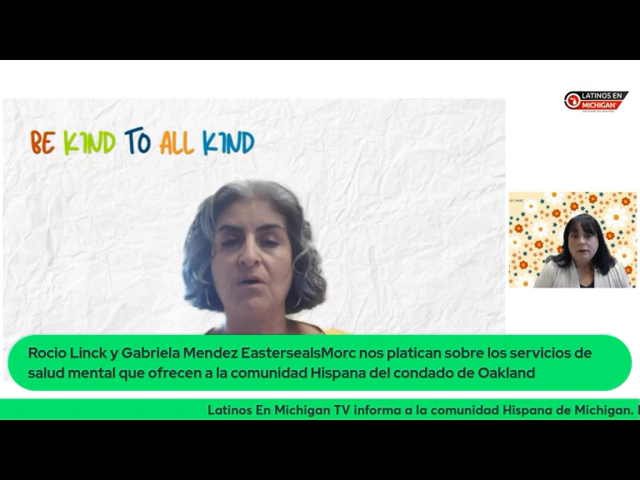 LATINOS EN
MICHIGAN
BE KIND TO ALL KIND
Rocio Linck y Gabriela Mendez EastersealsMorc nos platican sobre los servicios de
salud mental que ofrecen a la comunidad Hispana del condado de Oakland
Latinos En Michigan TV informa a la comunidad Hispana de Michigan.